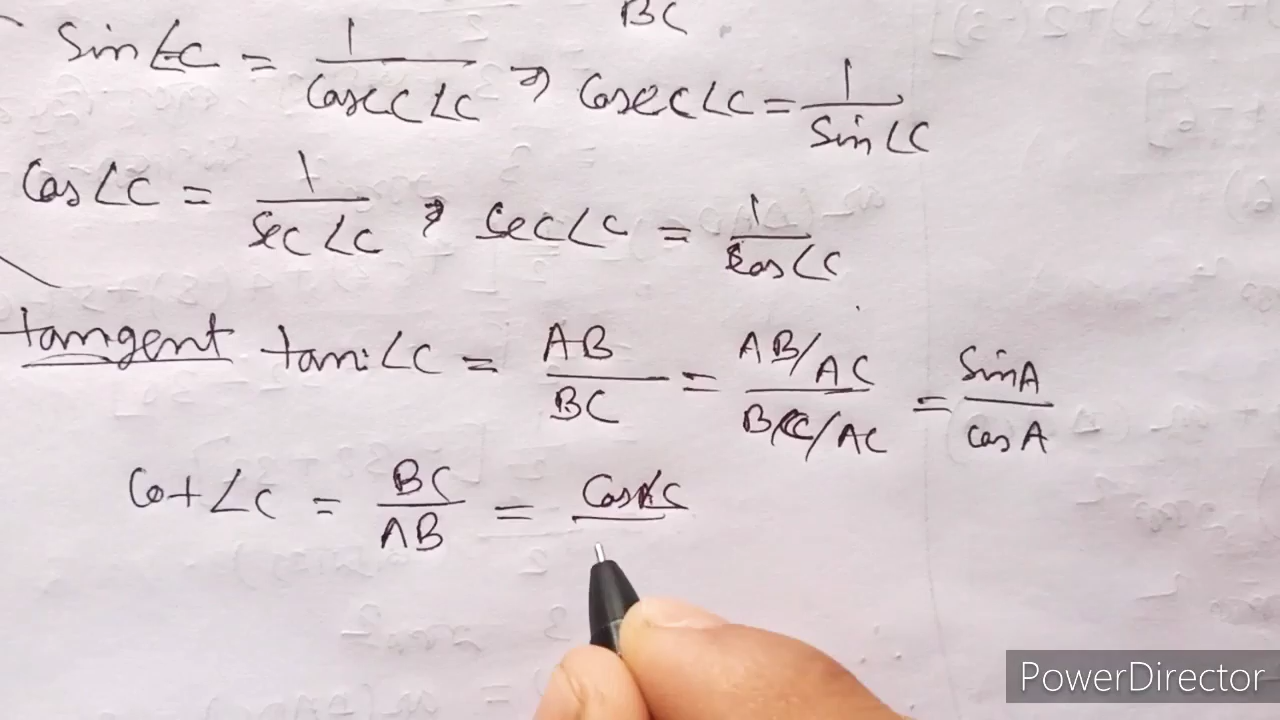 BC
Sin∠C = 1/Cosec∠C ⇒ Cosec∠C = 1/Sin∠C
Cos∠C = 1/Sec∠C , Sec∠C = 1/Cos∠C
tangent tan∠C = AB/BC = (AB/AC)/(BC/AC) = SinA/cosA
Cot∠C = BC/AB = Cos∠C
PowerDirector